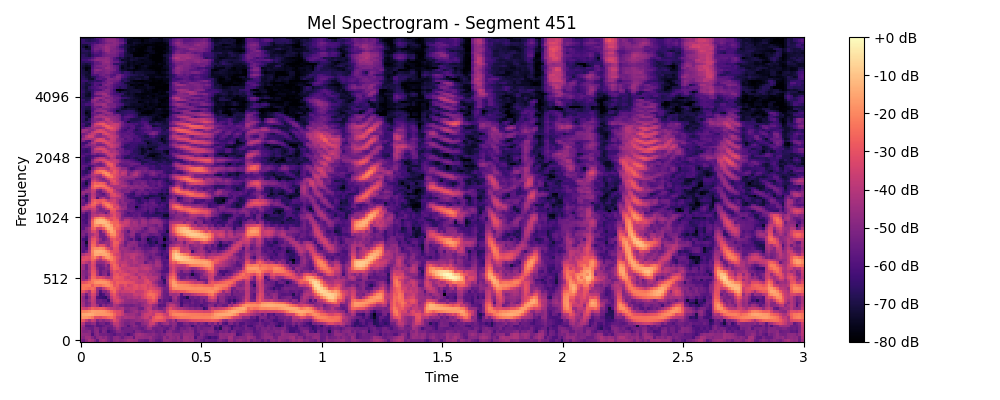 Mel Spectrogram - Segment 451
+0 dB
-10 dB
-20 dB
-30 dB
-40 dB
-50 dB
-60 dB
-70 dB
-80 dB
4096
2048
1024
512
0
Frequency
0
0.5
1
1.5
2
2.5
3
Time